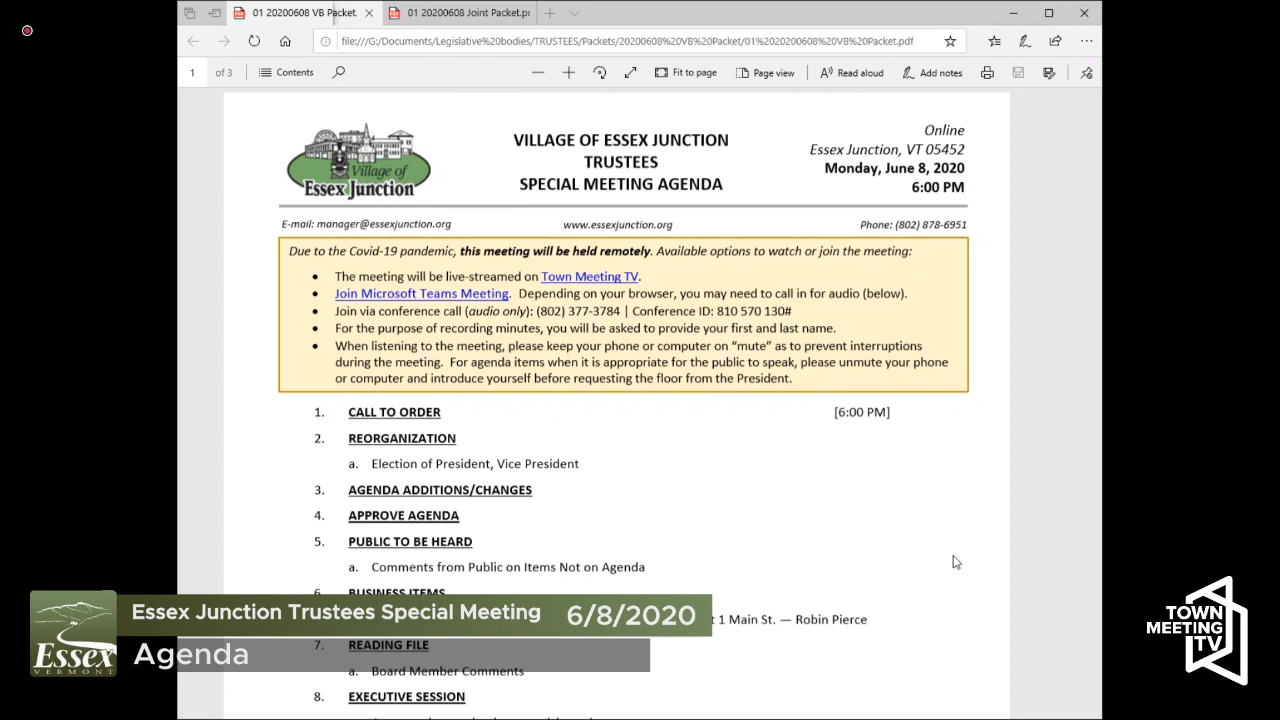 01 20200608 VB Packet.
01 20200608 Joint Packet.p
file:///G:/Documents/Legislative%20bodies/TRUSTEES/Packets/20200608%20VB%20Packet/01%2020200608%20VB%20Packet.pdf
1 of 3 Contents Fit to page Page view Read aloud Add notes
Village of
Essex Junction
VILLAGE OF ESSEX JUNCTION
TRUSTEES
SPECIAL MEETING AGENDA
Online
Essex Junction, VT 05452
Monday, June 8, 2020
6:00 PM
E-mail: manager@essexjunction.org www.essexjunction.org Phone: (802) 878-6951
Due to the Covid-19 pandemic, this meeting will be held remotely. Available options to watch or join the meeting:
• The meeting will be live-streamed on Town Meeting TV.
• Join Microsoft Teams Meeting. Depending on your browser, you may need to call in for audio (below).
• Join via conference call (audio only): (802) 377-3784 | Conference ID: 810 570 130#
• For the purpose of recording minutes, you will be asked to provide your first and last name.
• When listening to the meeting, please keep your phone or computer on “mute” as to prevent interruptions
during the meeting. For agenda items when it is appropriate for the public to speak, please unmute your phone
or computer and introduce yourself before requesting the floor from the President.
1. CALL TO ORDER [6:00 PM]
2. REORGANIZATION
a. Election of President, Vice President
3. AGENDA ADDITIONS/CHANGES
4. APPROVE AGENDA
5. PUBLIC TO BE HEARD
a. Comments from Public on Items Not on Agenda
6. BUSINESS ITEMS
1 Main St. — Robin Pierce
7. READING FILE
a. Board Member Comments
8. EXECUTIVE SESSION
Essex Junction Trustees Special Meeting 6/8/2020
Agenda
Essex
VERMONT
TOWN
MEETING
TV